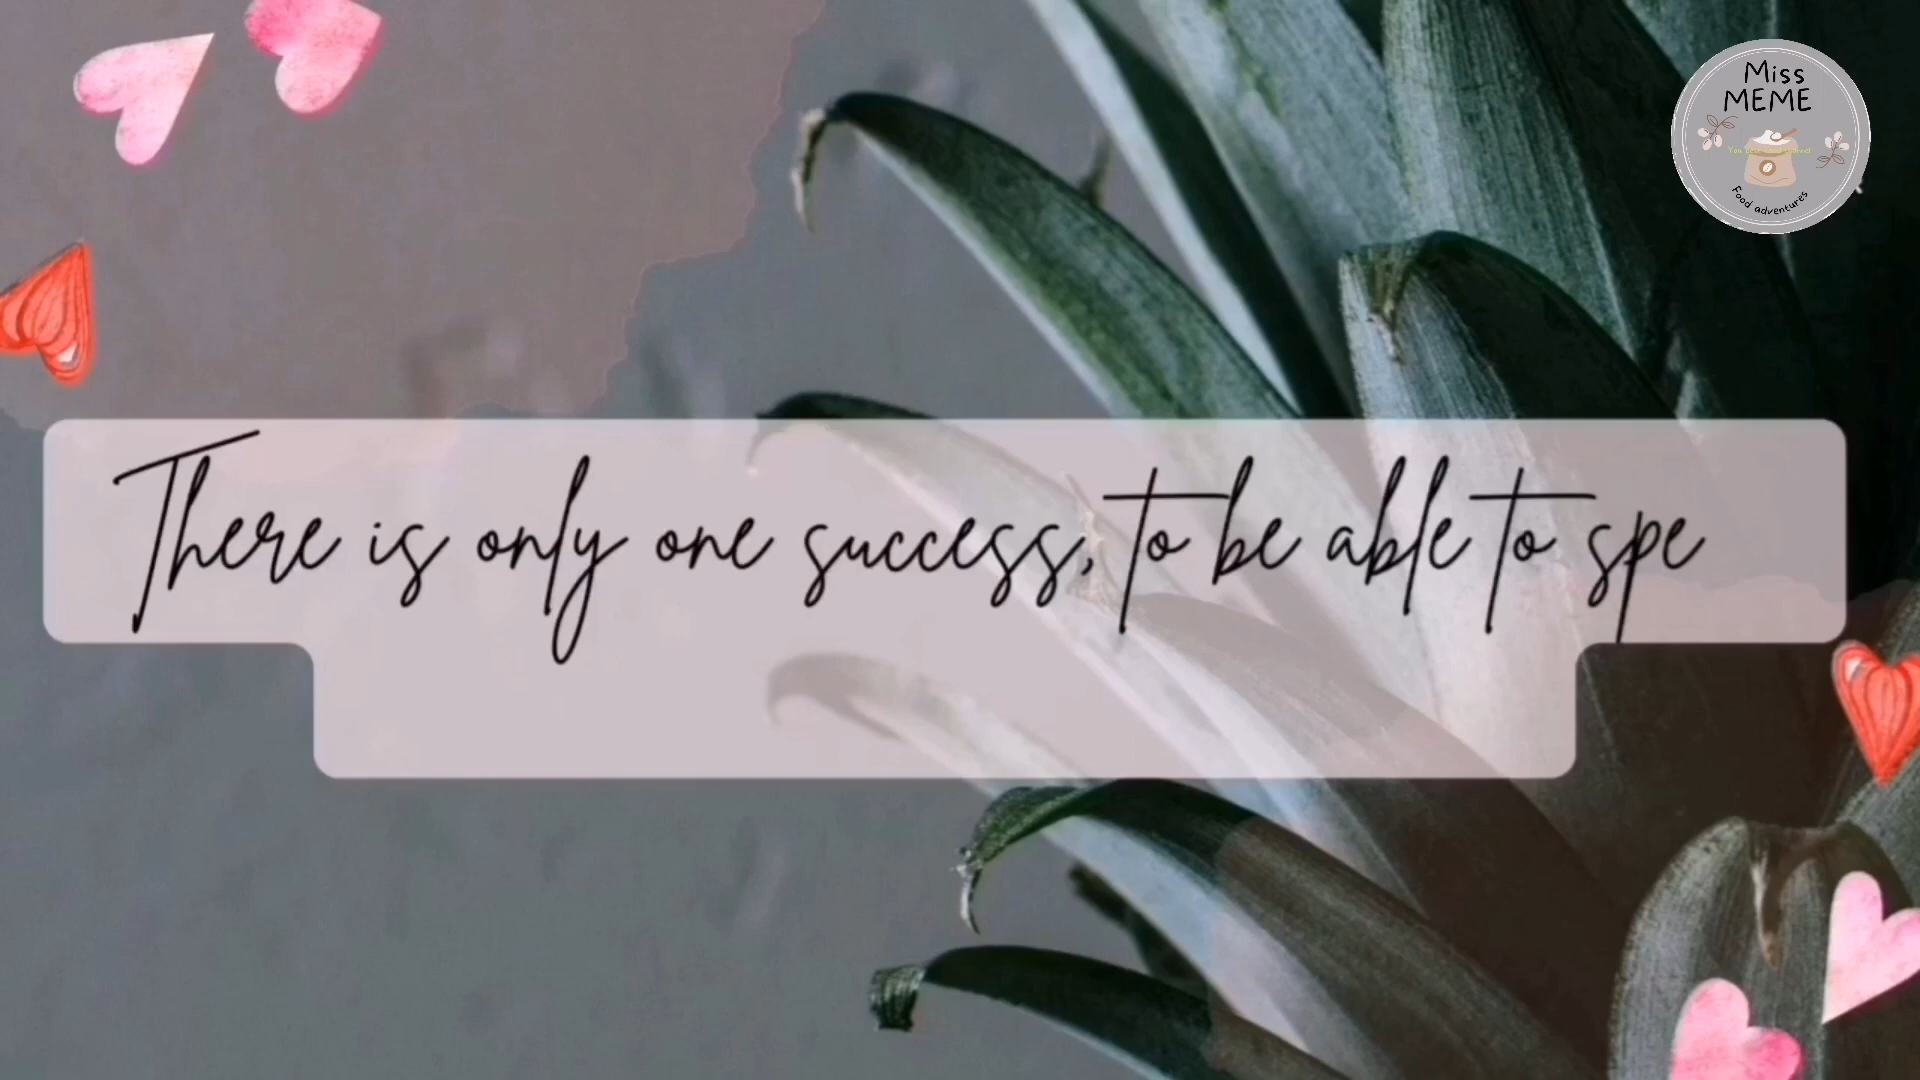 Miss
MEME
Food adventures
There is only one success, to be able to spe